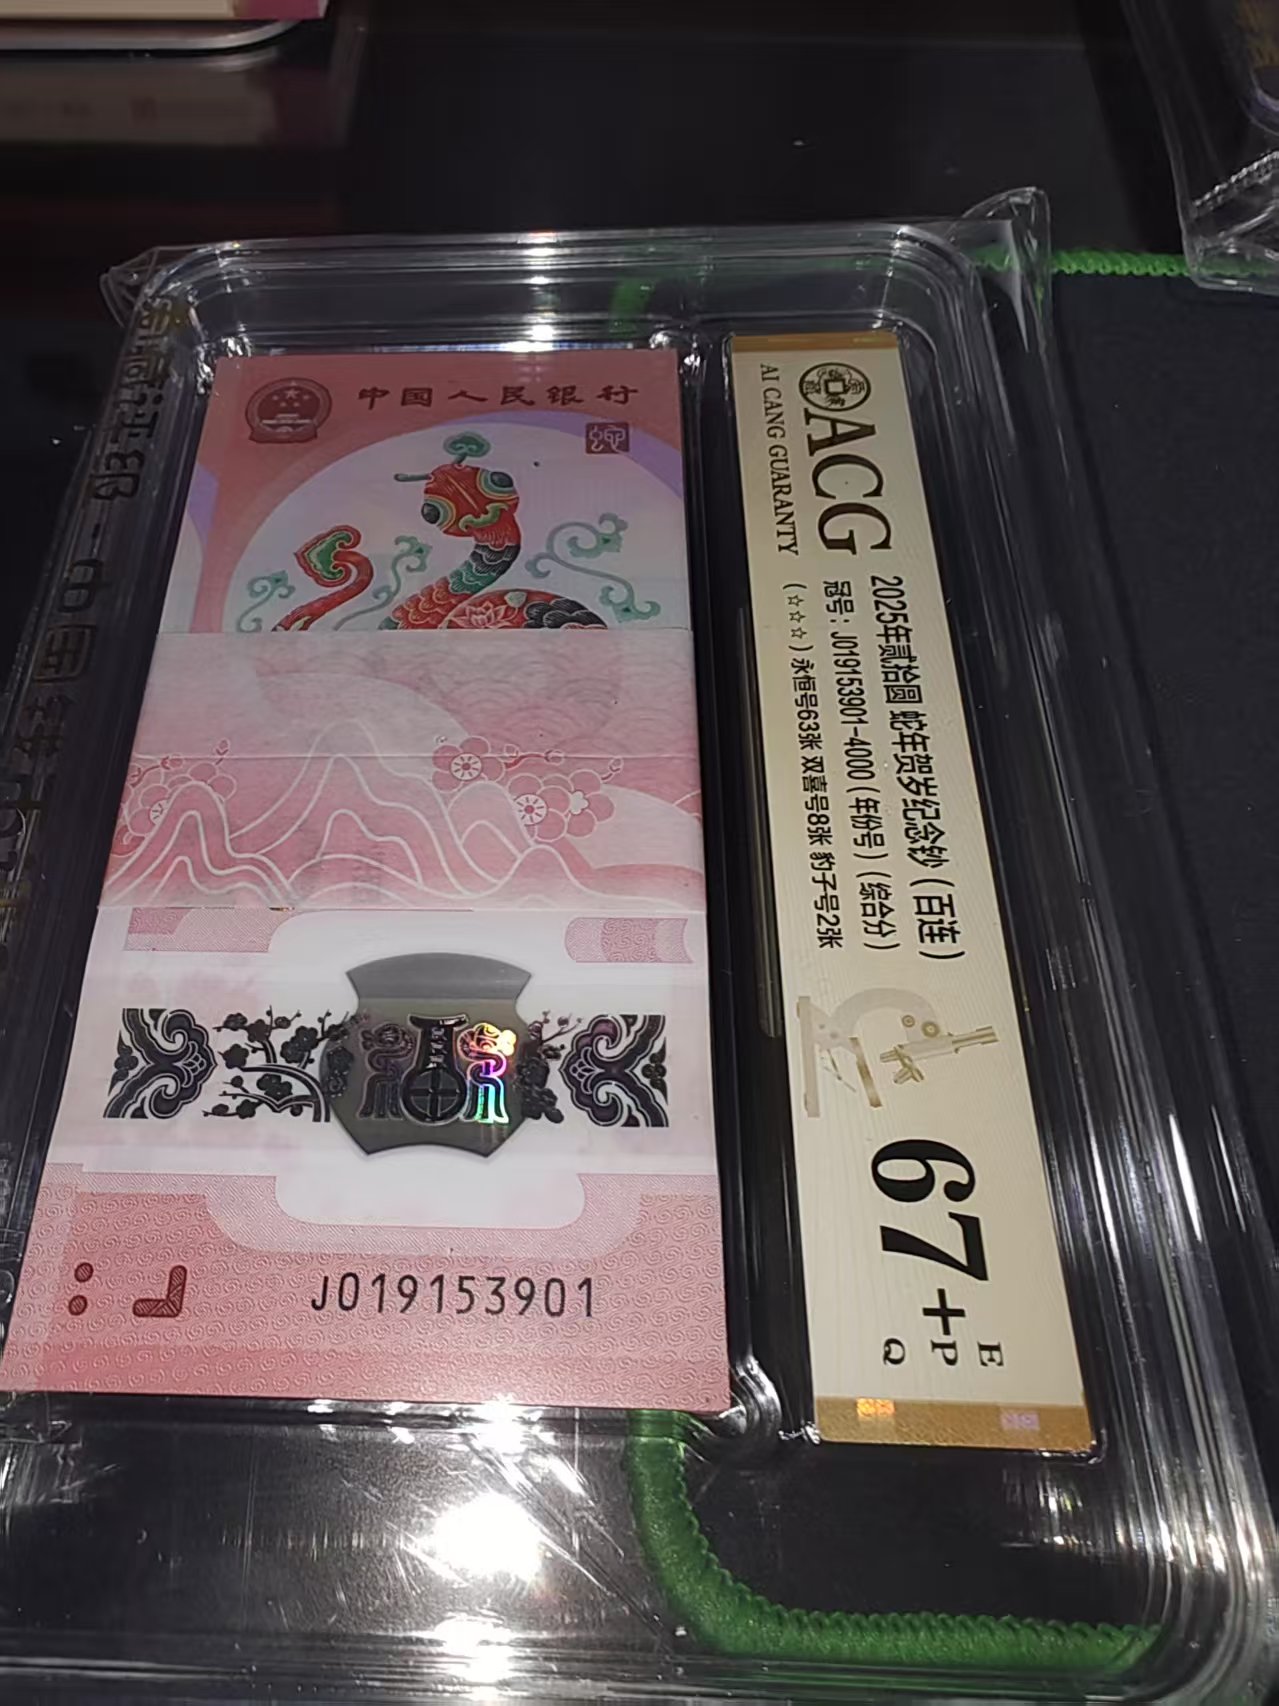 中国人民银行
J019153901
ACG
AI CANG GUARANTY
2025年贰拾圆 蛇年贺岁纪念钞（百连）
冠号：J019153901-4000（年份号）（综合分）
（☆☆☆）永恒号63张 双喜号8张 豹子号2张
67+
E
P
Q